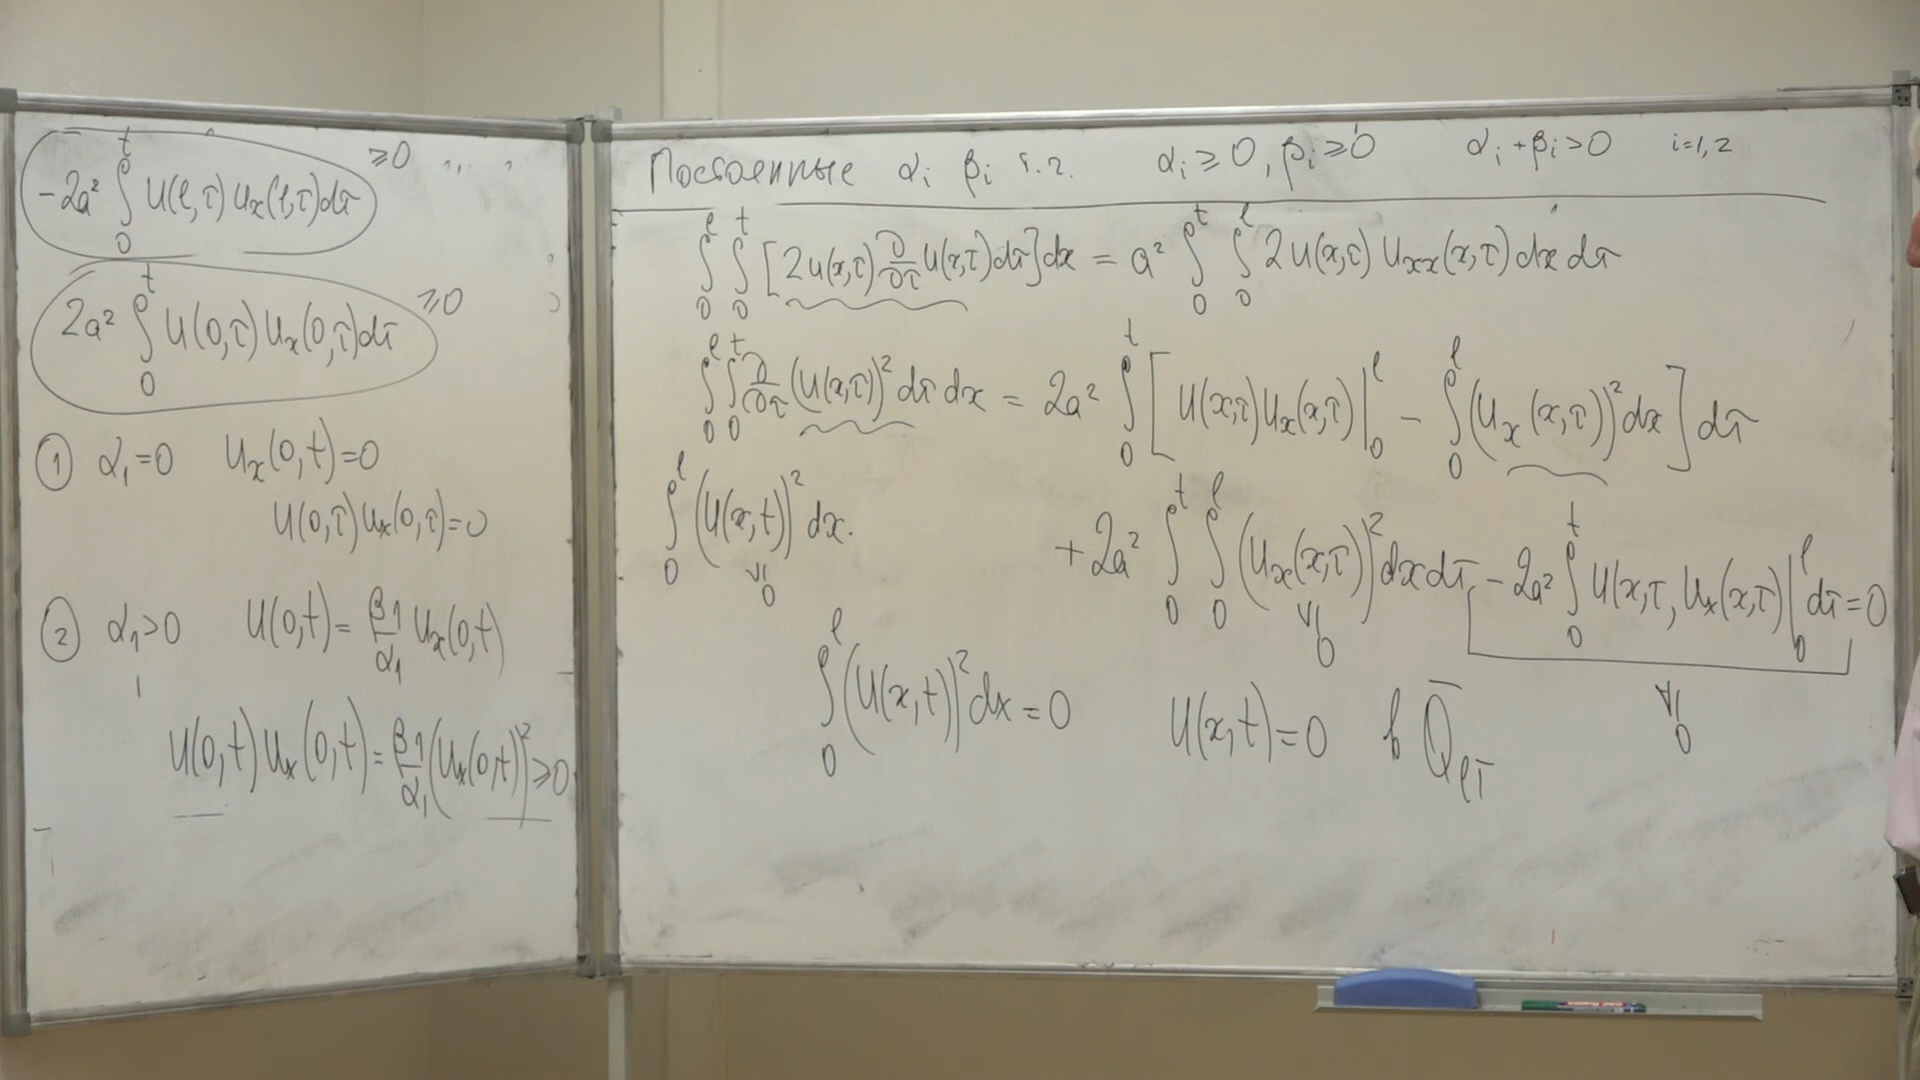 -2a² ∫₀ᵗ u(l,τ) uₓ(l,τ)dτ ≥0
2a² ∫₀ᵗ u(0,τ) uₓ(0,τ)dτ ≥0
① α₁=0 uₓ(0,t)=0
u(0,τ)uₓ(0,τ)=0
② α₁>0 u(0,t)= β₁/α₁ uₓ(0,t)
u(0,t)uₓ(0,t)= β₁/α₁ (uₓ(0,t))² ≥0
Постоянные αᵢ βᵢ т.ч. αᵢ ≥ 0, βᵢ ≥ 0 αᵢ + βᵢ > 0 i=1,2
∫₀ˡ ∫₀ᵗ [2u(x,τ) ∂/∂τ u(x,τ)dτ]dx = a² ∫₀ᵗ ∫₀ˡ 2u(x,τ) uₓₓ(x,τ)dx dτ
∫₀ˡ ∫₀ᵗ ∂/∂τ (u(x,τ))² dτ dx = 2a² ∫₀ᵗ [ u(x,τ)uₓ(x,τ)|₀ˡ - ∫₀ˡ (uₓ(x,τ))² dx ] dτ
∫₀ˡ (u(x,t))² dx. + 2a² ∫₀ᵗ ∫₀ˡ (uₓ(x,τ))² dx dτ - 2a² ∫₀ᵗ u(x,τ, uₓ(x,τ)|₀ˡ dτ = 0
≥0 ≥0 ≥0
∫₀ˡ (u(x,t))² dx = 0 u(x,t)=0 в Q̅_lT